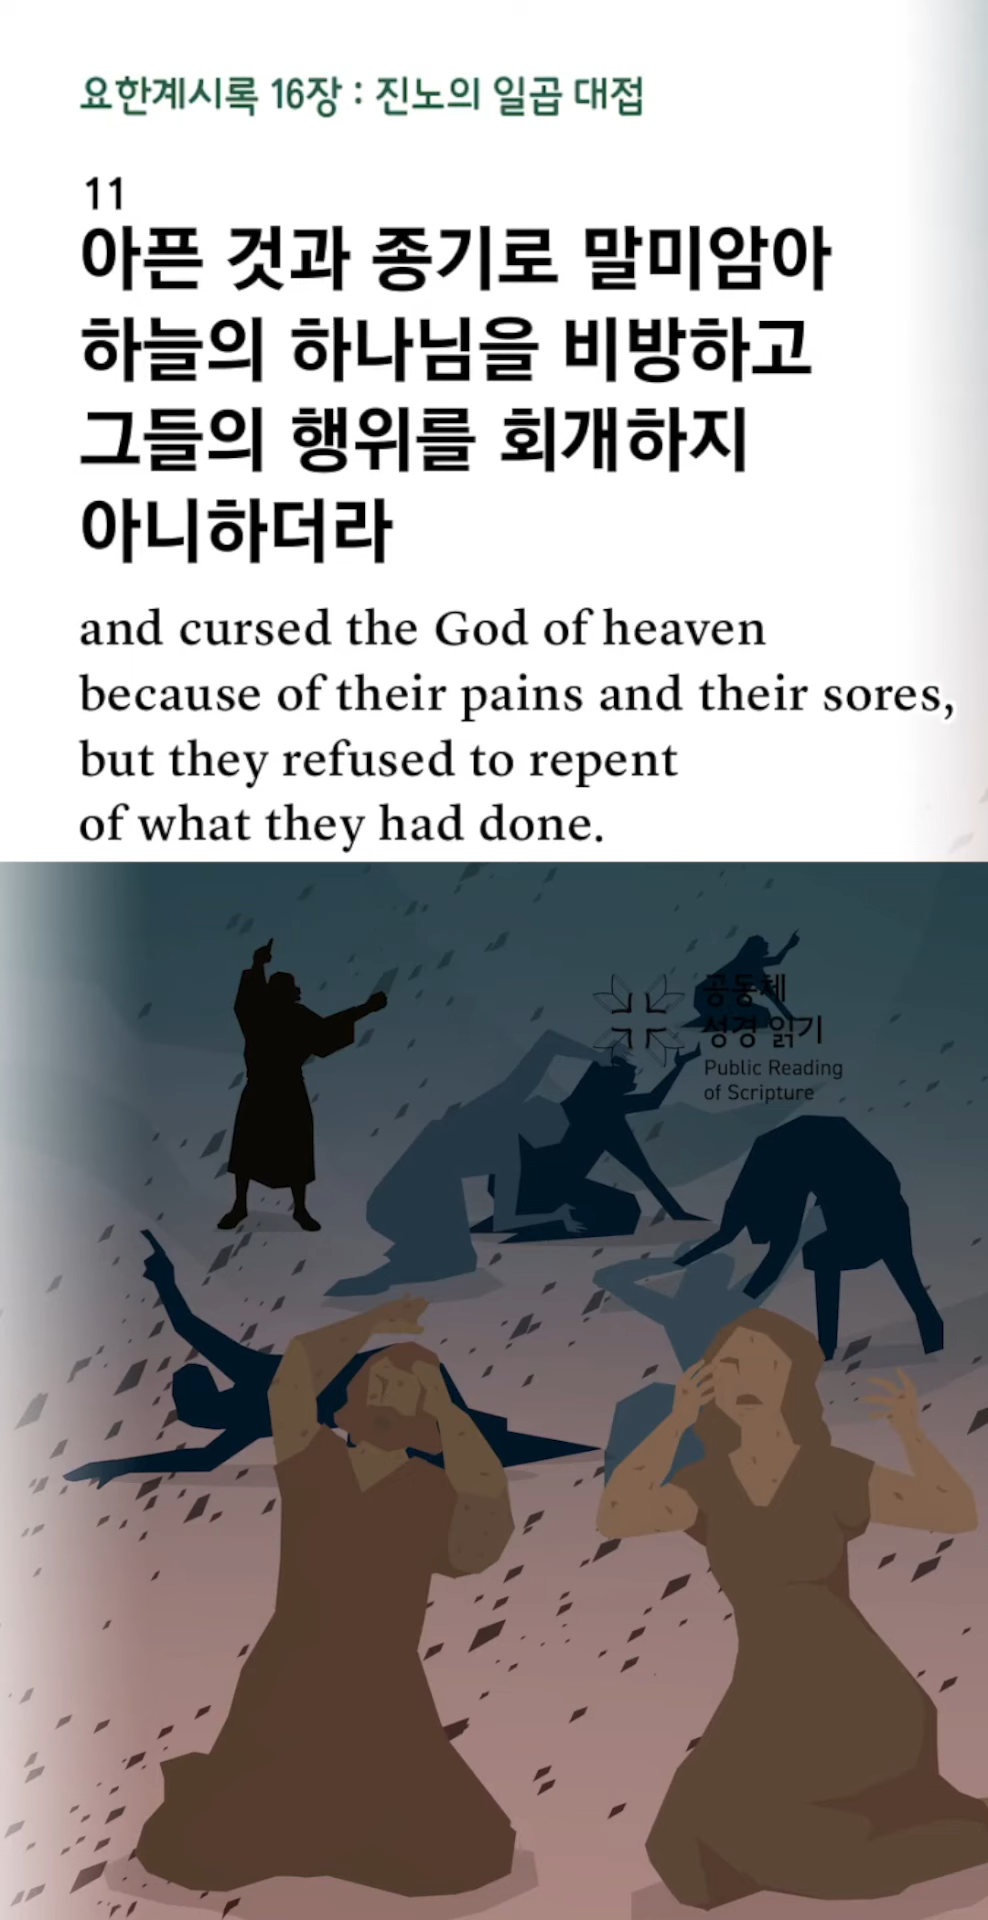 요한계시록 16장 : 진노의 일곱 대접
11
아픈 것과 종기로 말미암아
하늘의 하나님을 비방하고
그들의 행위를 회개하지
아니하더라
and cursed the God of heaven
because of their pains and their sores,
but they refused to repent
of what they had done.
공동체
성경 읽기
Public Reading
of Scripture